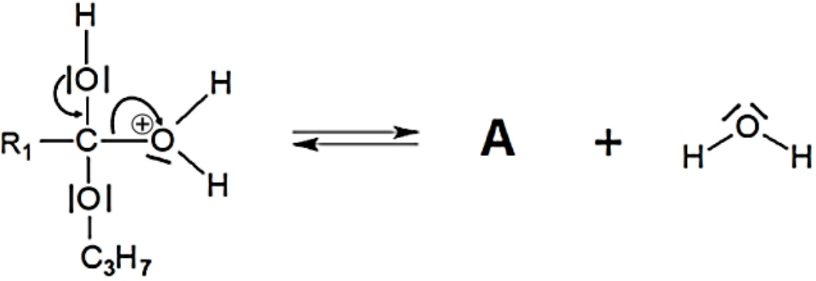 H
|O|
H
R₁ C ⊕ O
H
|O|
C₃H₇
A + O
H H